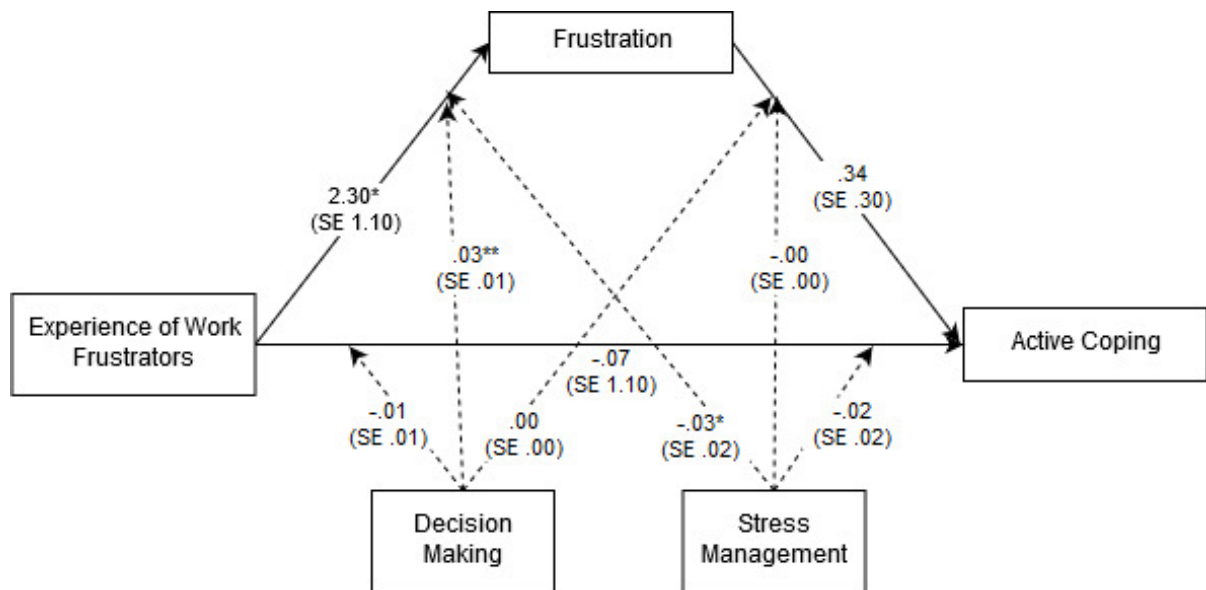 Frustration
2.30*
(SE 1.10)
.34
(SE .30)
.03**
(SE .01)
-.00
(SE .00)
Experience of Work
Frustrators
Active Coping
-.07
(SE 1.10)
-.01
(SE .01)
.00
(SE .00)
-.03*
(SE .02)
-.02
(SE .02)
Decision
Making
Stress
Management